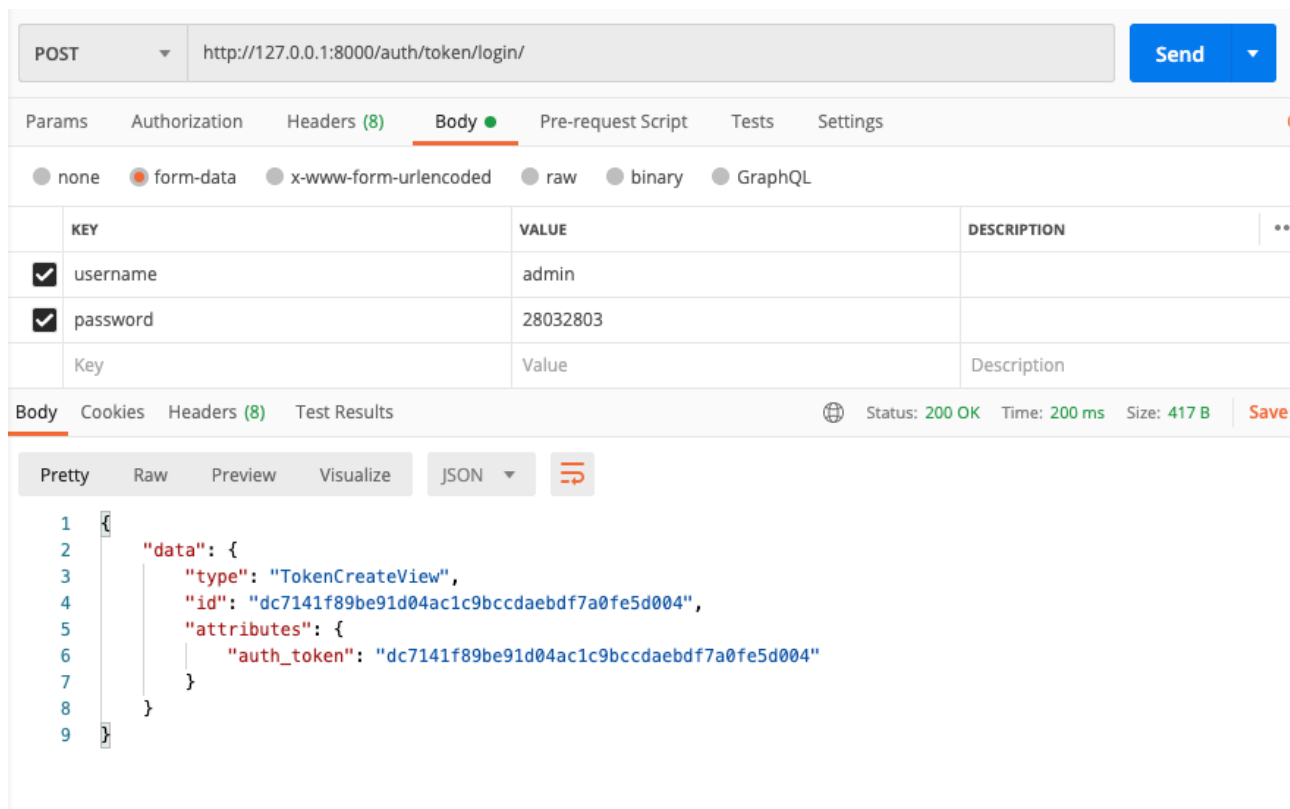 POST http://127.0.0.1:8000/auth/token/login/ Send
Params Authorization Headers (8) Body Pre-request Script Tests Settings
none form-data x-www-form-urlencoded raw binary GraphQL
KEY VALUE DESCRIPTION
username admin
password 28032803
Key Value Description
Body Cookies Headers (8) Test Results Status: 200 OK Time: 200 ms Size: 417 B Save
Pretty Raw Preview Visualize JSON
1 {
2 "data": {
3 "type": "TokenCreateView",
4 "id": "dc7141f89be91d04ac1c9bccdaebdf7a0fe5d004",
5 "attributes": {
6 "auth_token": "dc7141f89be91d04ac1c9bccdaebdf7a0fe5d004"
7 }
8 }
9 }